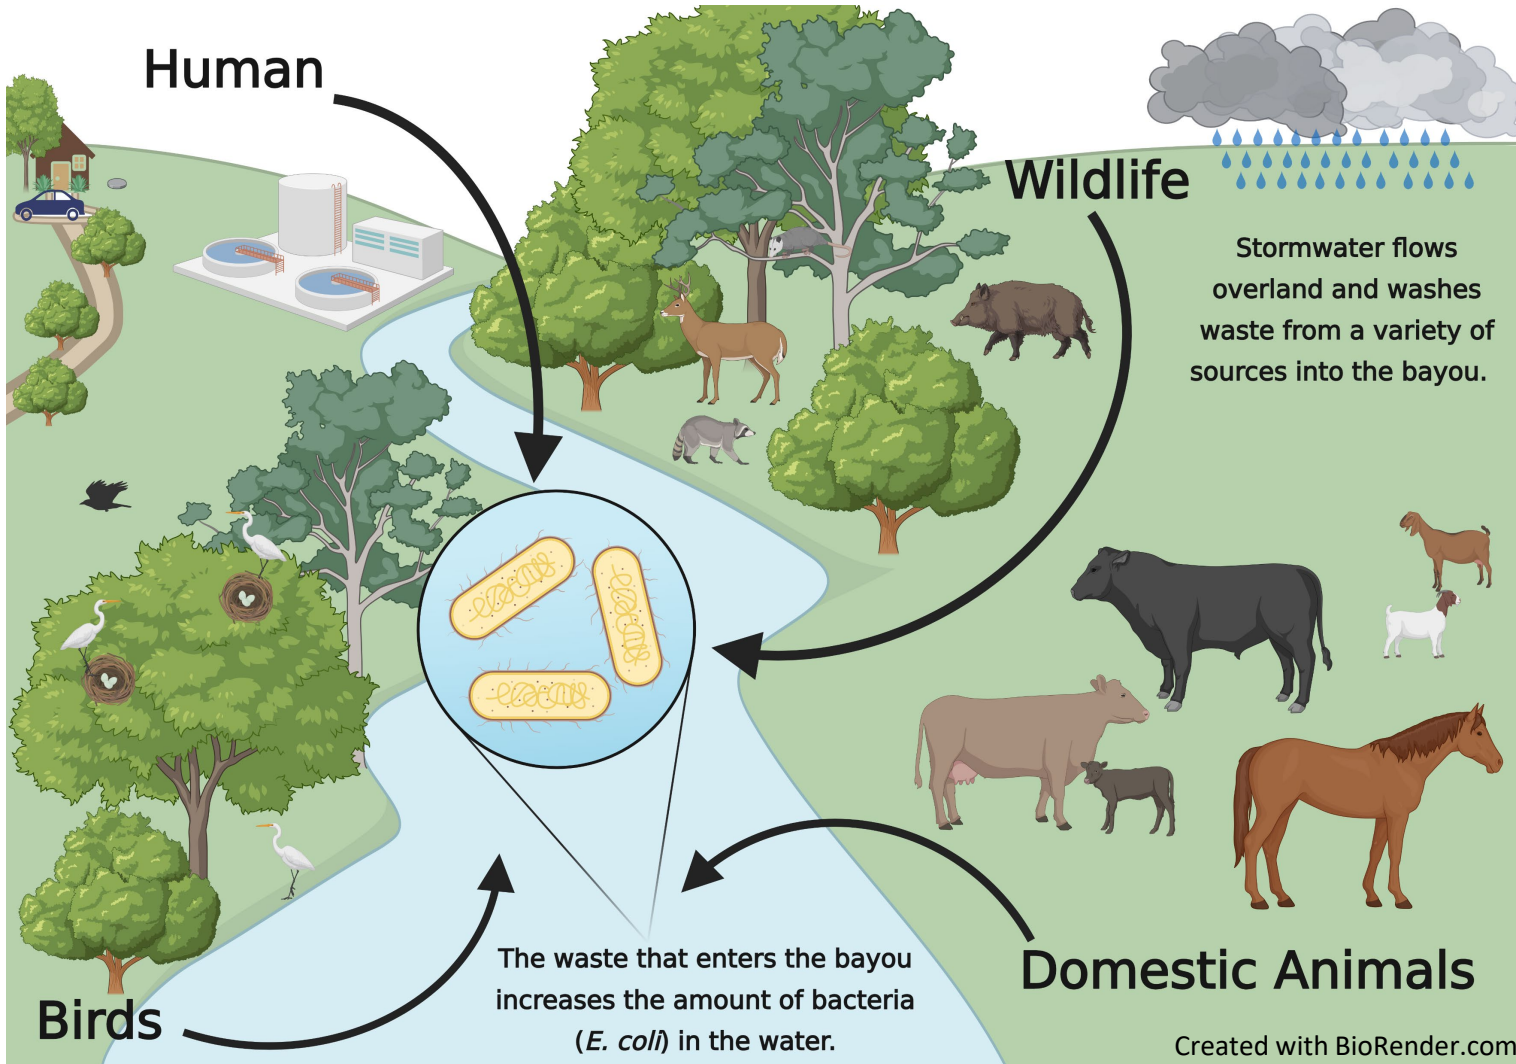 Human
Wildlife
Stormwater flows
overland and washes
waste from a variety of
sources into the bayou.
The waste that enters the bayou
increases the amount of bacteria
(E. coli) in the water.
Domestic Animals
Birds
Created with BioRender.com